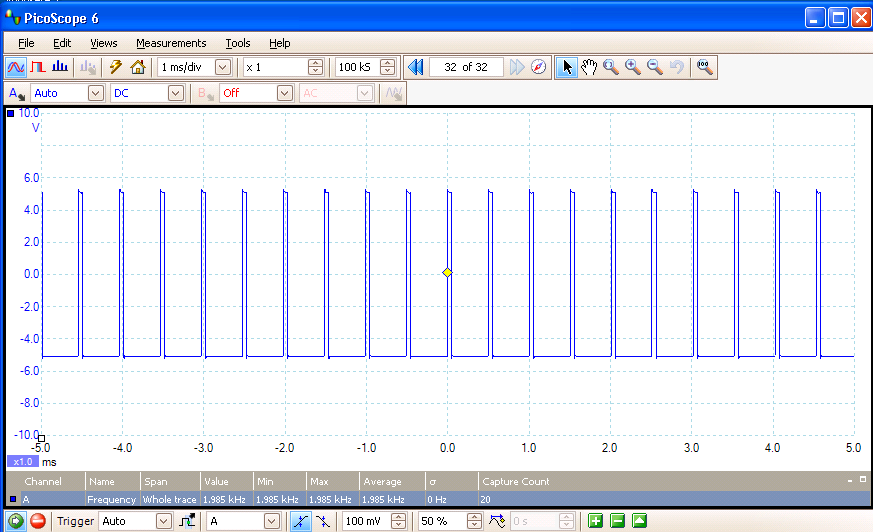 PicoScope 6
File Edit Views Measurements Tools Help
1 ms/div x 1 100 kS 32 of 32
A Auto DC B Off AC
10.0
V
6.0
4.0
2.0
0.0
-2.0
-4.0
-6.0
-8.0
-10.0
-5.0 -4.0 -3.0 -2.0 -1.0 0.0 1.0 2.0 3.0 4.0 5.0
x1.0 ms
Channel Name Span Value Min Max Average σ Capture Count
A Frequency Whole trace 1.985 kHz 1.985 kHz 1.985 kHz 1.985 kHz 0 Hz 20
Trigger Auto A 100 mV 50 % 0 s